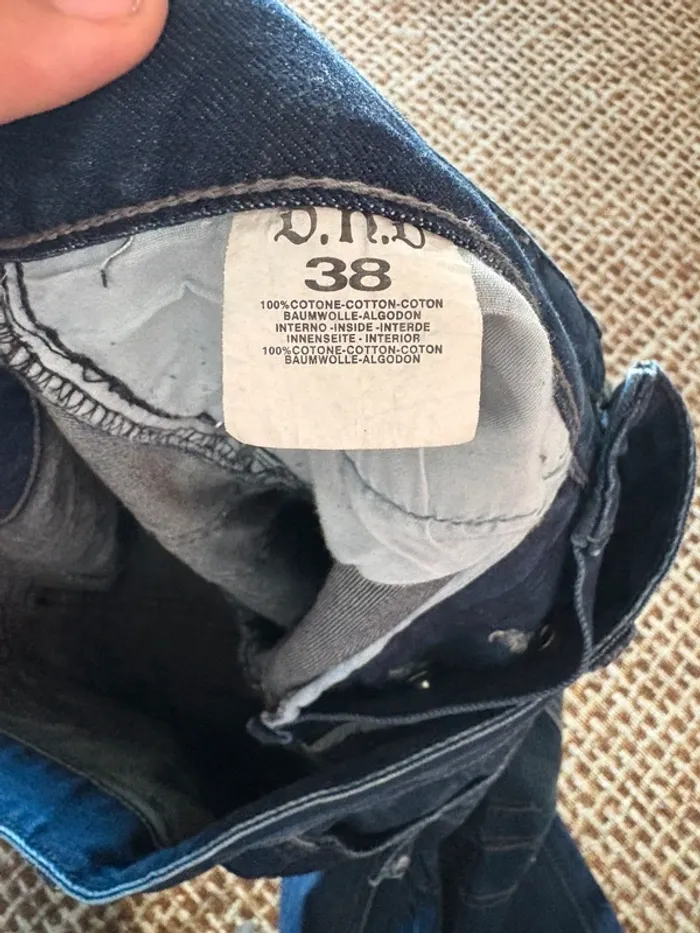 D.N.D
38
100%COTONE-COTTON-COTON
BAUMWOLLE-ALGODON
INTERNO-INSIDE-INTERDE
INNENSEITE-INTERIOR
100%COTONE-COTTON-COTON
BAUMWOLLE-ALGODON